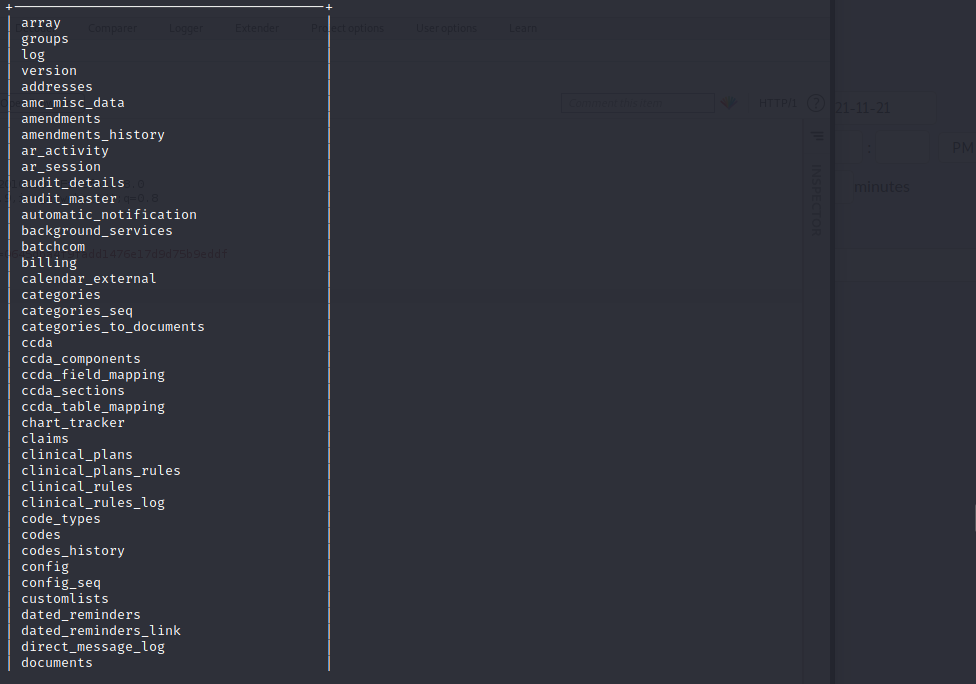 array
Comparer Logger Extender Project options User options Learn
groups
log
version
addresses
amc_misc_data
HTTP/1 ?
21-11-21
amendments
amendments_history
PM
ar_activity
ar_session
audit_details
minutes
INSPECTOR
audit_master
automatic_notification
background_services
batchcom
billing
calendar_external
categories
categories_seq
categories_to_documents
ccda
ccda_components
ccda_field_mapping
ccda_sections
ccda_table_mapping
chart_tracker
claims
clinical_plans
clinical_plans_rules
clinical_rules
clinical_rules_log
code_types
codes
codes_history
config
config_seq
customlists
dated_reminders
dated_reminders_link
direct_message_log
documents